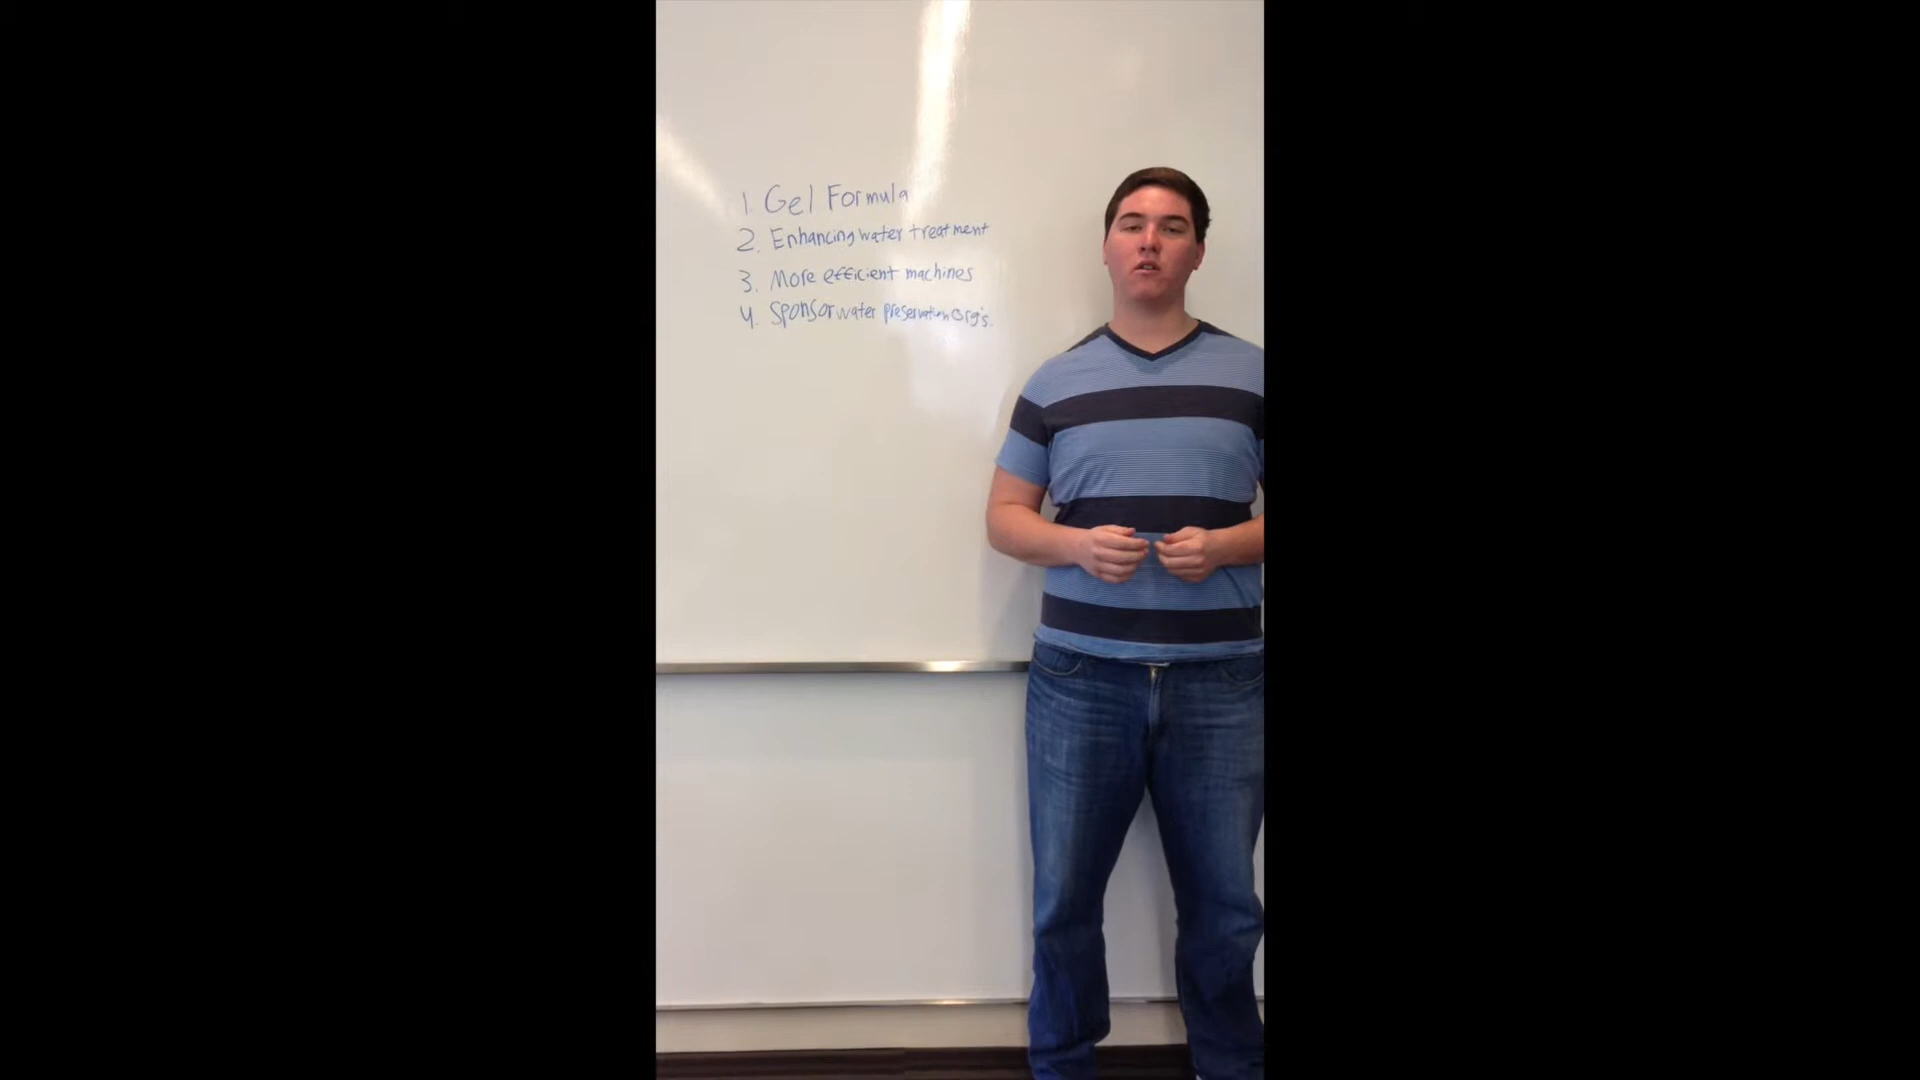 1. Gel Formula
2. Enhancing water treatment
3. More efficient machines
4. Sponsor water preservation Org's.